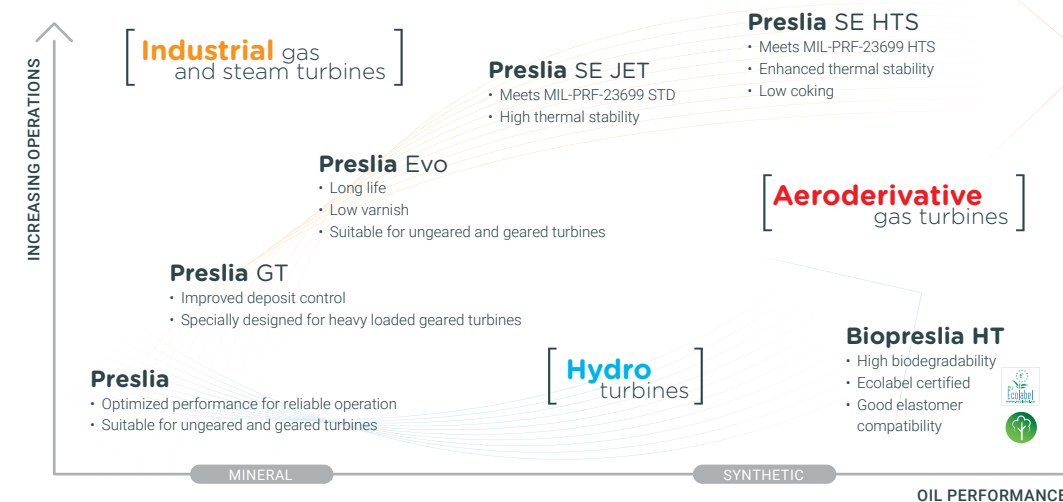 Preslia SE HTS
• Meets MIL-PRF-23699 HTS
• Enhanced thermal stability
• Low coking
Industrial gas
and steam turbines
Preslia SE JET
• Meets MIL-PRF-23699 STD
• High thermal stability
INCREASING OPERATIONS
Preslia Evo
• Long life
• Low varnish
• Suitable for ungeared and geared turbines
Aeroderivative
gas turbines
Preslia GT
• Improved deposit control
• Specially designed for heavy loaded geared turbines
Biopreslia HT
• High biodegradability
• Ecolabel certified
• Good elastomer
compatibility
Ecolabel
Hydro
turbines
Preslia
• Optimized performance for reliable operation
• Suitable for ungeared and geared turbines
MINERAL
SYNTHETIC
OIL PERFORMANCE